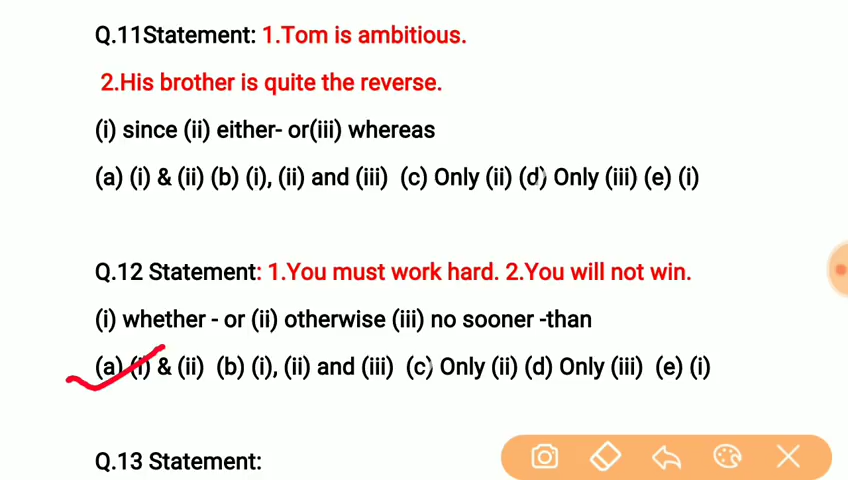 Q.11Statement: 1.Tom is ambitious.
2.His brother is quite the reverse.
(i) since (ii) either- or(iii) whereas
(a) (i) & (ii) (b) (i), (ii) and (iii) (c) Only (ii) (d) Only (iii) (e) (i)
Q.12 Statement: 1.You must work hard. 2.You will not win.
(i) whether - or (ii) otherwise (iii) no sooner -than
(a) (i) & (ii) (b) (i), (ii) and (iii) (c) Only (ii) (d) Only (iii) (e) (i)
Q.13 Statement: